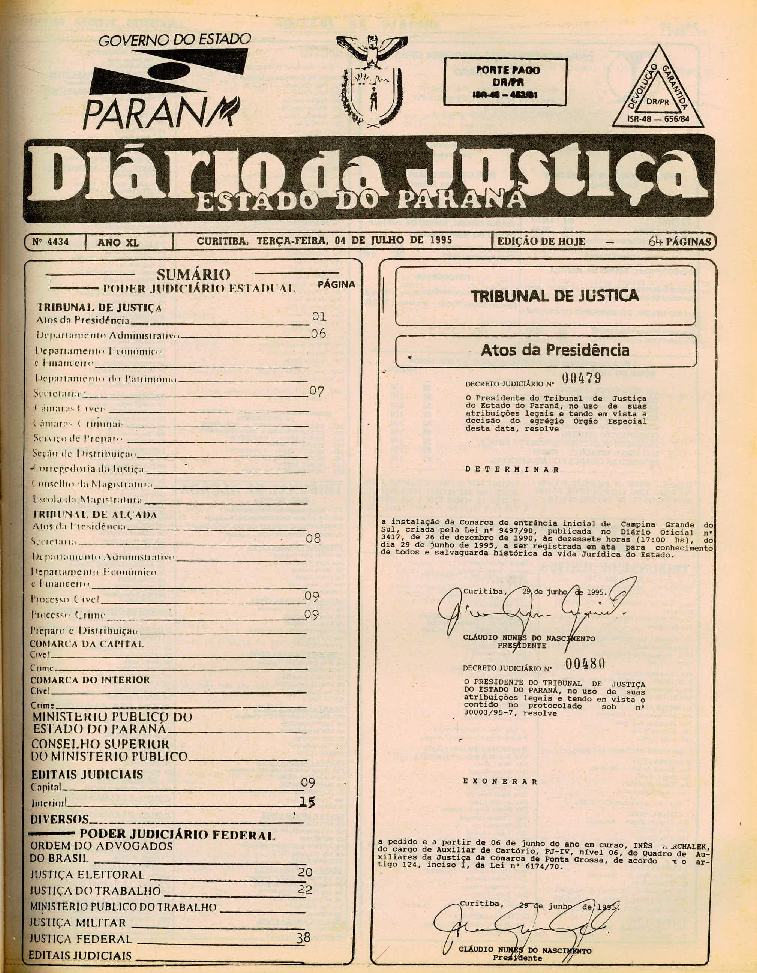 GOVERNO DO ESTADO
PARANÁ
PORTE PAGO
DR/PR
ISR-48 - 453/81
DEVOLUÇÃO GARANTIDA
DR/PR
ISR-48 — 656/84
Diário da Justiça
ESTADO DO PARANÁ
Nº 4434 ANO XL CURITIBA, TERÇA-FEIRA, 04 DE JULHO DE 1995 EDIÇÃO DE HOJE — 64 PÁGINAS
SUMÁRIO
PODER JUDICIÁRIO ESTADUAL PÁGINA
TRIBUNAL DE JUSTIÇA
Atos da Presidência 01
Departamento Administrativo 06
Departamento Econômico
e Financeiro
Departamento do Patrimônio
Secretaria 07
Câmaras Cíveis
Câmaras Criminais
Serviço de Preparo
Seção de Distribuição
Corregedoria da Justiça
Conselho da Magistratura
Escola da Magistratura
TRIBUNAL DE ALÇADA
Atos da Presidência
Secretaria 08
Departamento Administrativo
Departamento Econômico
e Financeiro
Processo Cível 09
Processo Crime 09
Preparo e Distribuição
COMARCA DA CAPITAL
Cível
Crime
COMARCA DO INTERIOR
Cível
Crime
MINISTÉRIO PÚBLICO DO
ESTADO DO PARANÁ
CONSELHO SUPERIOR
DO MINISTÉRIO PÚBLICO
EDITAIS JUDICIAIS
Capital 09
Interior 15
DIVERSOS
PODER JUDICIÁRIO FEDERAL
ORDEM DO ADVOGADOS
DO BRASIL
JUSTIÇA ELEITORAL 20
JUSTIÇA DO TRABALHO 22
MINISTÉRIO PÚBLICO DO TRABALHO
JUSTIÇA MILITAR
JUSTIÇA FEDERAL 38
EDITAIS JUDICIAIS
TRIBUNAL DE JUSTIÇA
Atos da Presidência
DECRETO JUDICIÁRIO Nº 00479
O Presidente do Tribunal de Justiça
do Estado do Paraná, no uso de suas
atribuições legais e tendo em vista a
decisão do egrégio Órgão Especial
desta data, resolve
D E T E R M I N A R
a instalação da Comarca de entrância inicial de Campina Grande do
Sul, criada pela Lei nº 9497/90, publicada no Diário Oficial nº
3417, de 26 de dezembro de 1990, às dezessete horas (17:00 hs), do
dia 29 de junho de 1995, a ser registrada em ata para conhecimento
de todos e salvaguarda histórica da vida Jurídica do Estado.
Curitiba, 29 de junho de 1995.
CLÁUDIO NUNES DO NASCIMENTO
PRESIDENTE
DECRETO JUDICIÁRIO Nº 00480
O PRESIDENTE DO TRIBUNAL DE JUSTIÇA
DO ESTADO DO PARANÁ, no uso de suas
atribuições legais e tendo em vista o
contido no protocolado sob nº
30003/95-7, resolve
E X O N E R A R
a pedido e a partir de 06 de junho do ano em curso, INÊS
do cargo de Auxiliar de Cartório, PJ-IV, nível 06, do Quadro de Au-
xiliares da Justiça da Comarca de Ponta Grossa, de acordo o ar-
tigo 124, inciso I, da Lei nº 6174/70.
Curitiba, 29 de junho de 1995.
CLÁUDIO NUNES DO NASCIMENTO
Presidente